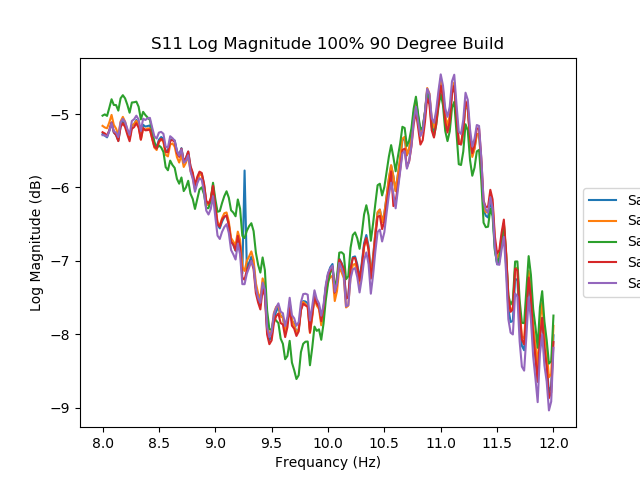 S11 Log Magnitude 100% 90 Degree Build
Log Magnitude (dB)
−5
−6
−7
−8
−9
8.0 8.5 9.0 9.5 10.0 10.5 11.0 11.5 12.0
Frequancy (Hz)
Sa
Sa
Sa
Sa
Sa